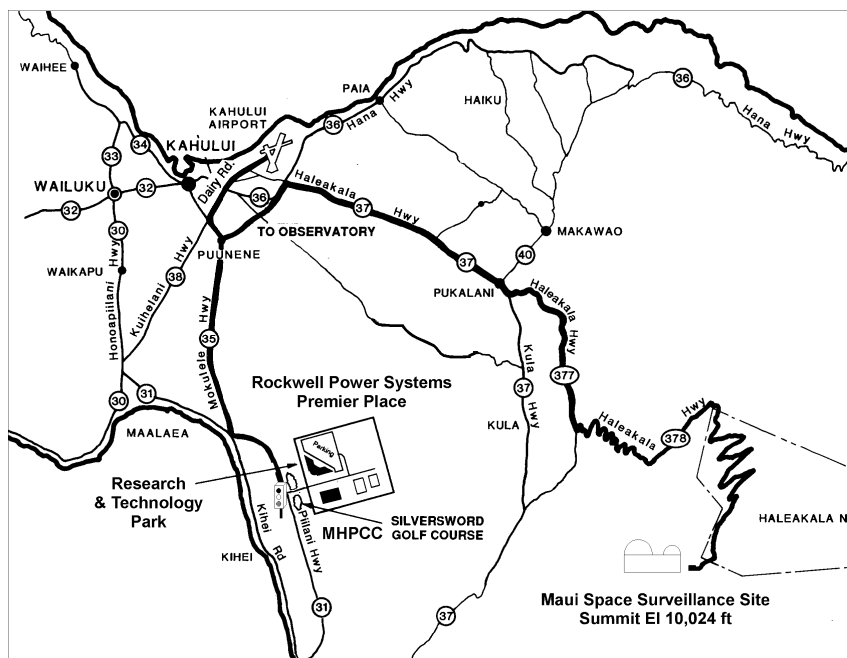 WAIHEE
PAIA
Hwy
36
Hana
HAIKU
36
Hana
Hwy
KAHULUI
AIRPORT
34
33
KAHULUI
Dairy Rd.
WAILUKU
32
32
36
Haleakala
37
Hwy
TO OBSERVATORY
30
Honoapiilani Hwy
WAIKAPU
38
Kuihelani Hwy
PUUNENE
MAKAWAO
40
37
PUKALANI
Haleakala
Hwy
35
Mokulele Hwy
Kula
37
Hwy
377
KULA
Haleakala
Hwy
378
30
31
MAALAEA
Rockwell Power Systems
Premier Place
Parking
Research
& Technology
Park
MHPCC
SILVERSWORD
GOLF COURSE
Kihei Rd
Piilani Hwy
KIHEI
31
37
HALEAKALA N
Maui Space Surveillance Site
Summit El 10,024 ft